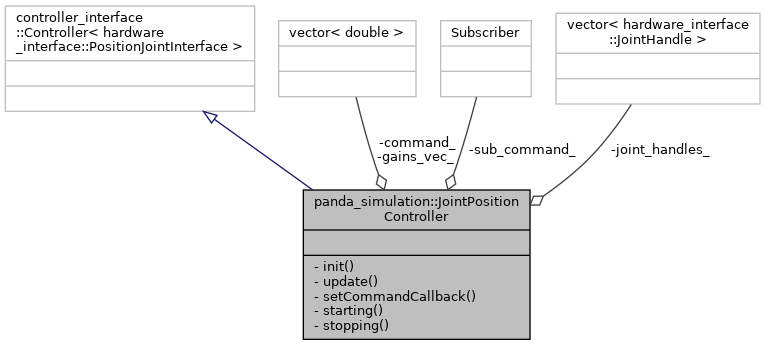 controller_interface
::Controller< hardware
_interface::PositionJointInterface >
vector< double >
Subscriber
vector< hardware_interface
::JointHandle >
-command_
-gains_vec_
-sub_command_
-joint_handles_
panda_simulation::JointPosition
Controller
- init()
- update()
- setCommandCallback()
- starting()
- stopping()